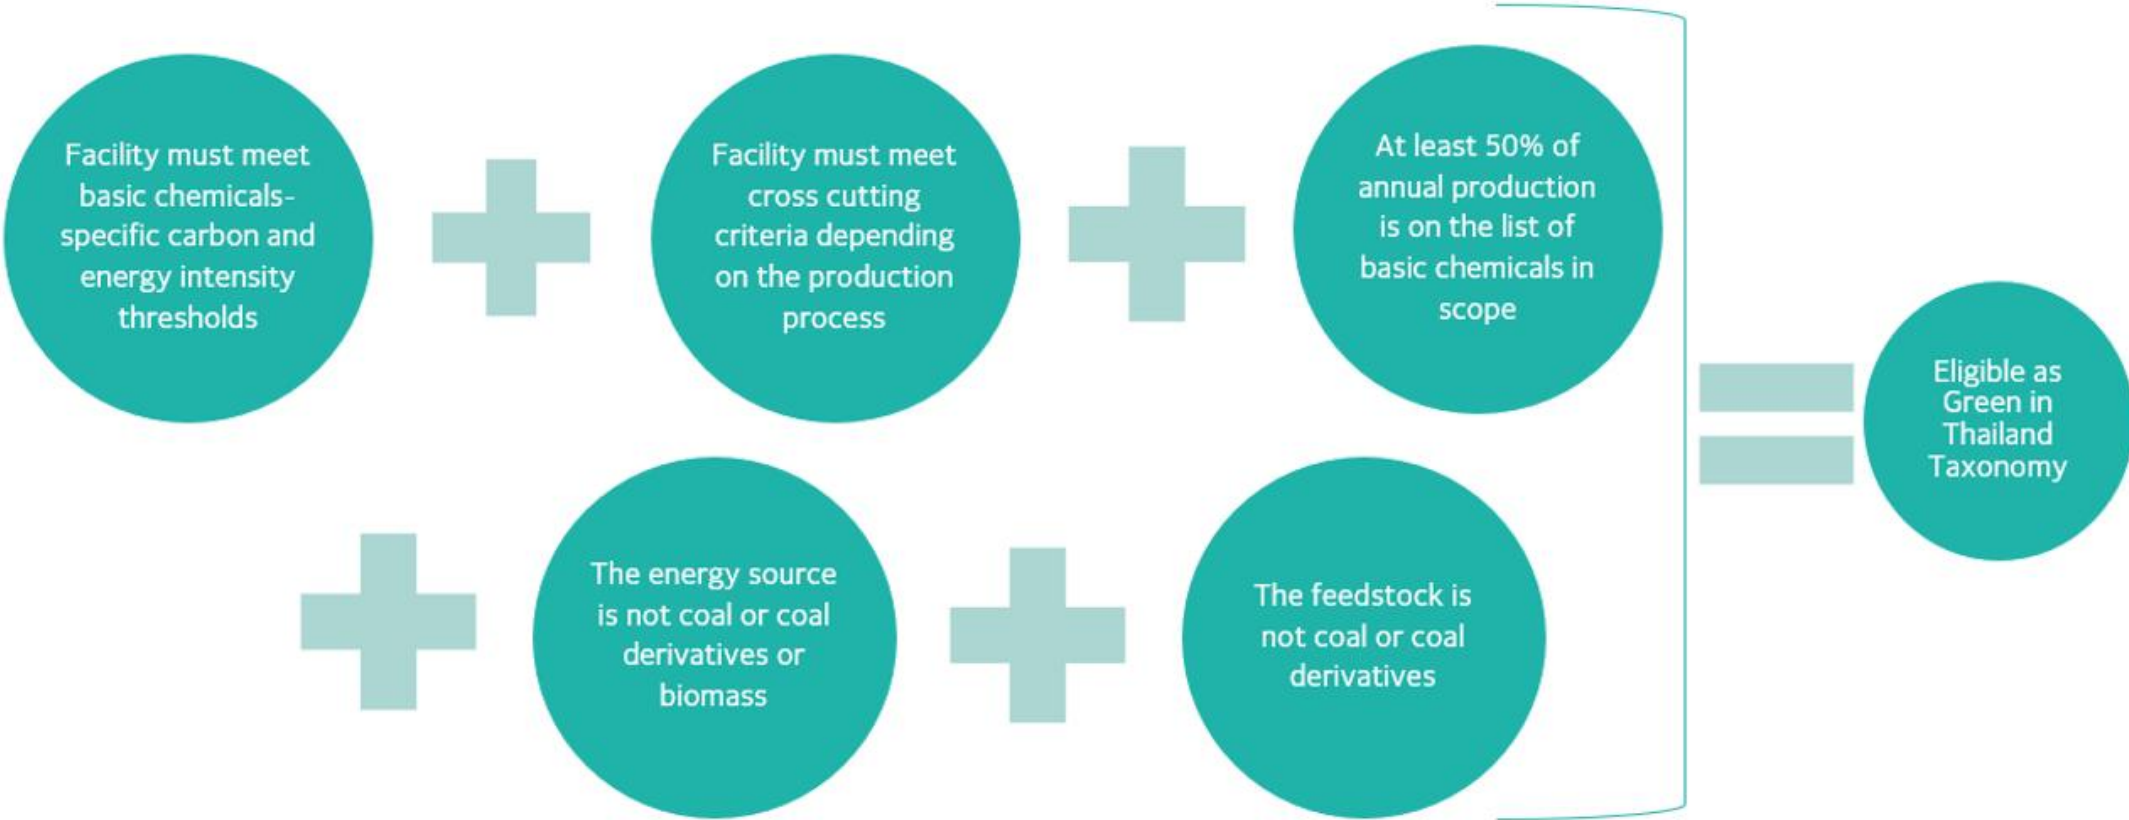 Facility must meet
basic chemicals-
specific carbon and
energy intensity
thresholds
Facility must meet
cross cutting
criteria depending
on the production
process
At least 50% of
annual production
is on the list of
basic chemicals in
scope
The energy source
is not coal or coal
derivatives or
biomass
The feedstock is
not coal or coal
derivatives
Eligible as
Green in
Thailand
Taxonomy